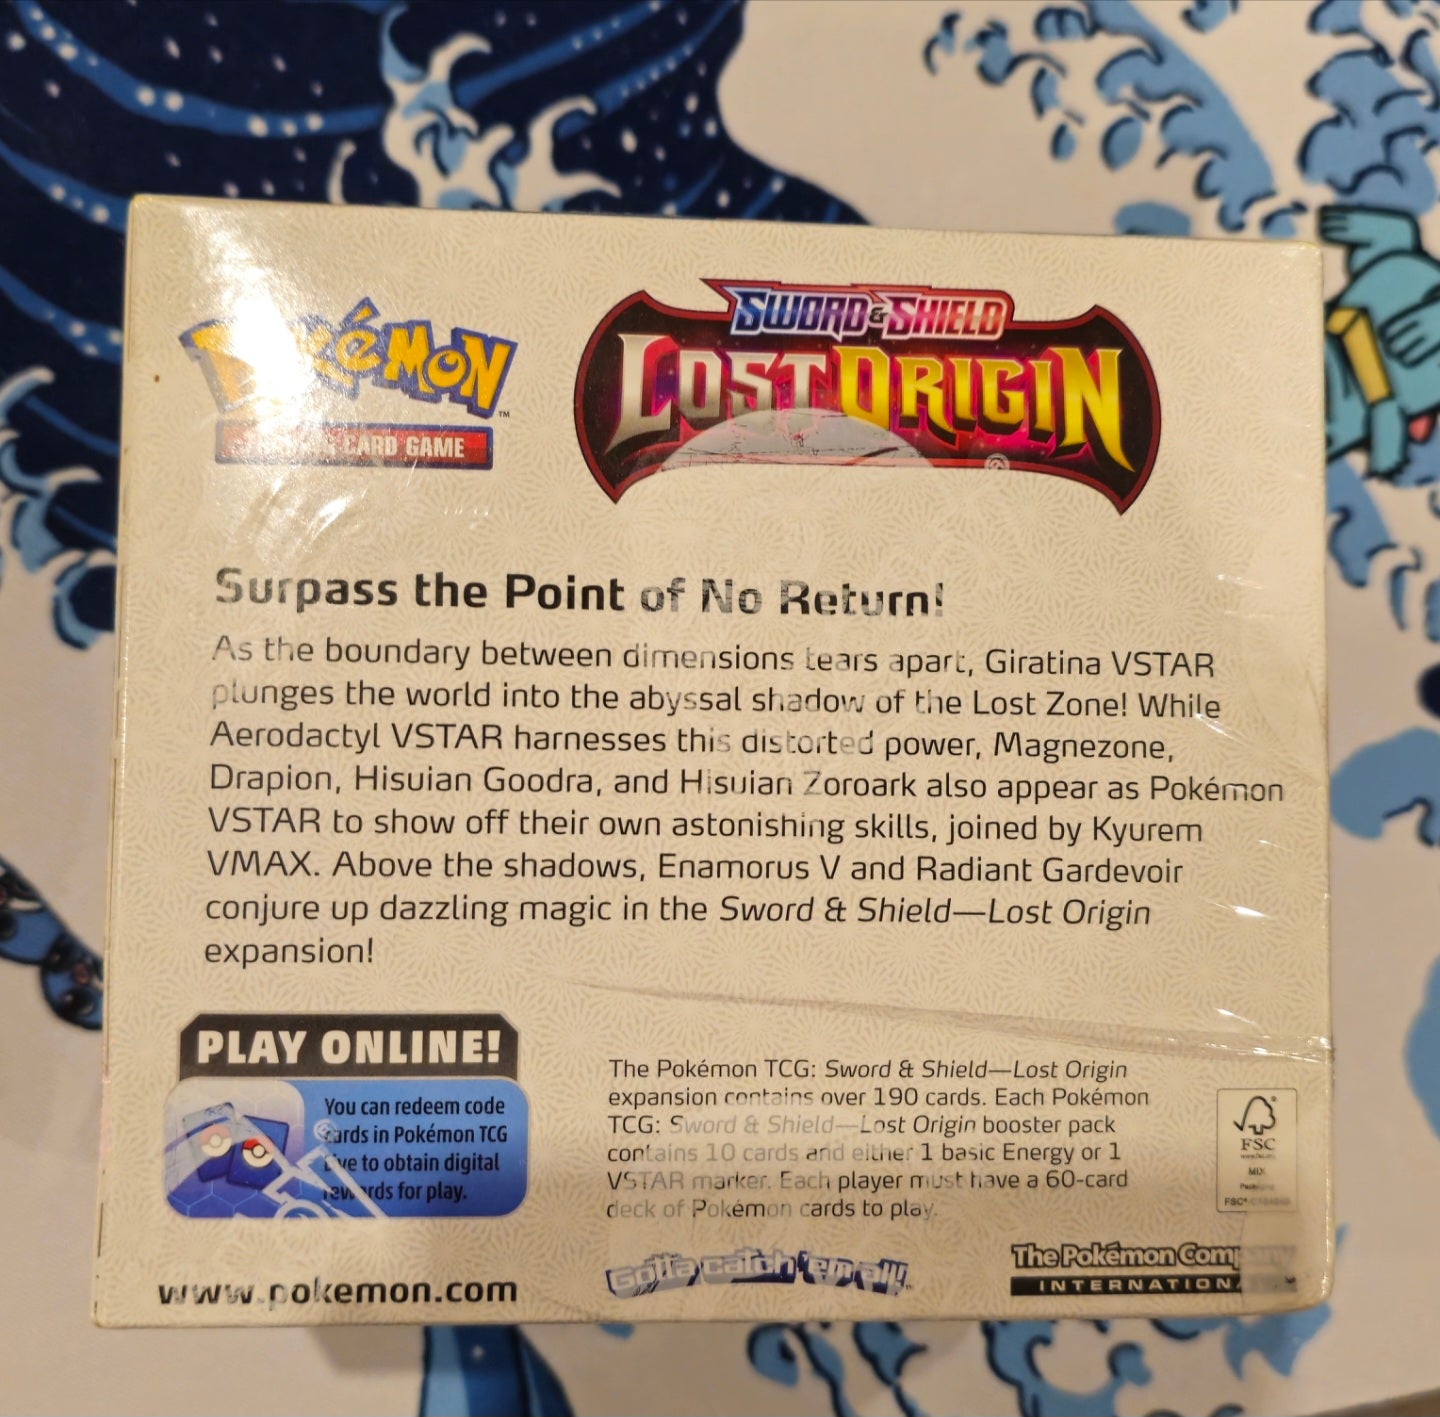 Pokémon™
TRADING CARD GAME
SWORD & SHIELD
LOST ORIGIN
Surpass the Point of No Return!
As the boundary between dimensions tears apart, Giratina VSTAR
plunges the world into the abyssal shadow of the Lost Zone! While
Aerodactyl VSTAR harnesses this distorted power, Magnezone,
Drapion, Hisuian Goodra, and Hisuian Zoroark also appear as Pokémon
VSTAR to show off their own astonishing skills, joined by Kyurem
VMAX. Above the shadows, Enamorus V and Radiant Gardevoir
conjure up dazzling magic in the Sword & Shield—Lost Origin
expansion!
PLAY ONLINE!
You can redeem code
cards in Pokémon TCG
Live to obtain digital
rewards for play.
www.pokemon.com
The Pokémon TCG: Sword & Shield—Lost Origin
expansion contains over 190 cards. Each Pokémon
TCG: Sword & Shield—Lost Origin booster pack
contains 10 cards and either 1 basic Energy or 1
VSTAR marker. Each player must have a 60-card
deck of Pokémon cards to play.
Gotta catch 'em all!
FSC
MIX
The Pokémon Company
INTERNATIONAL